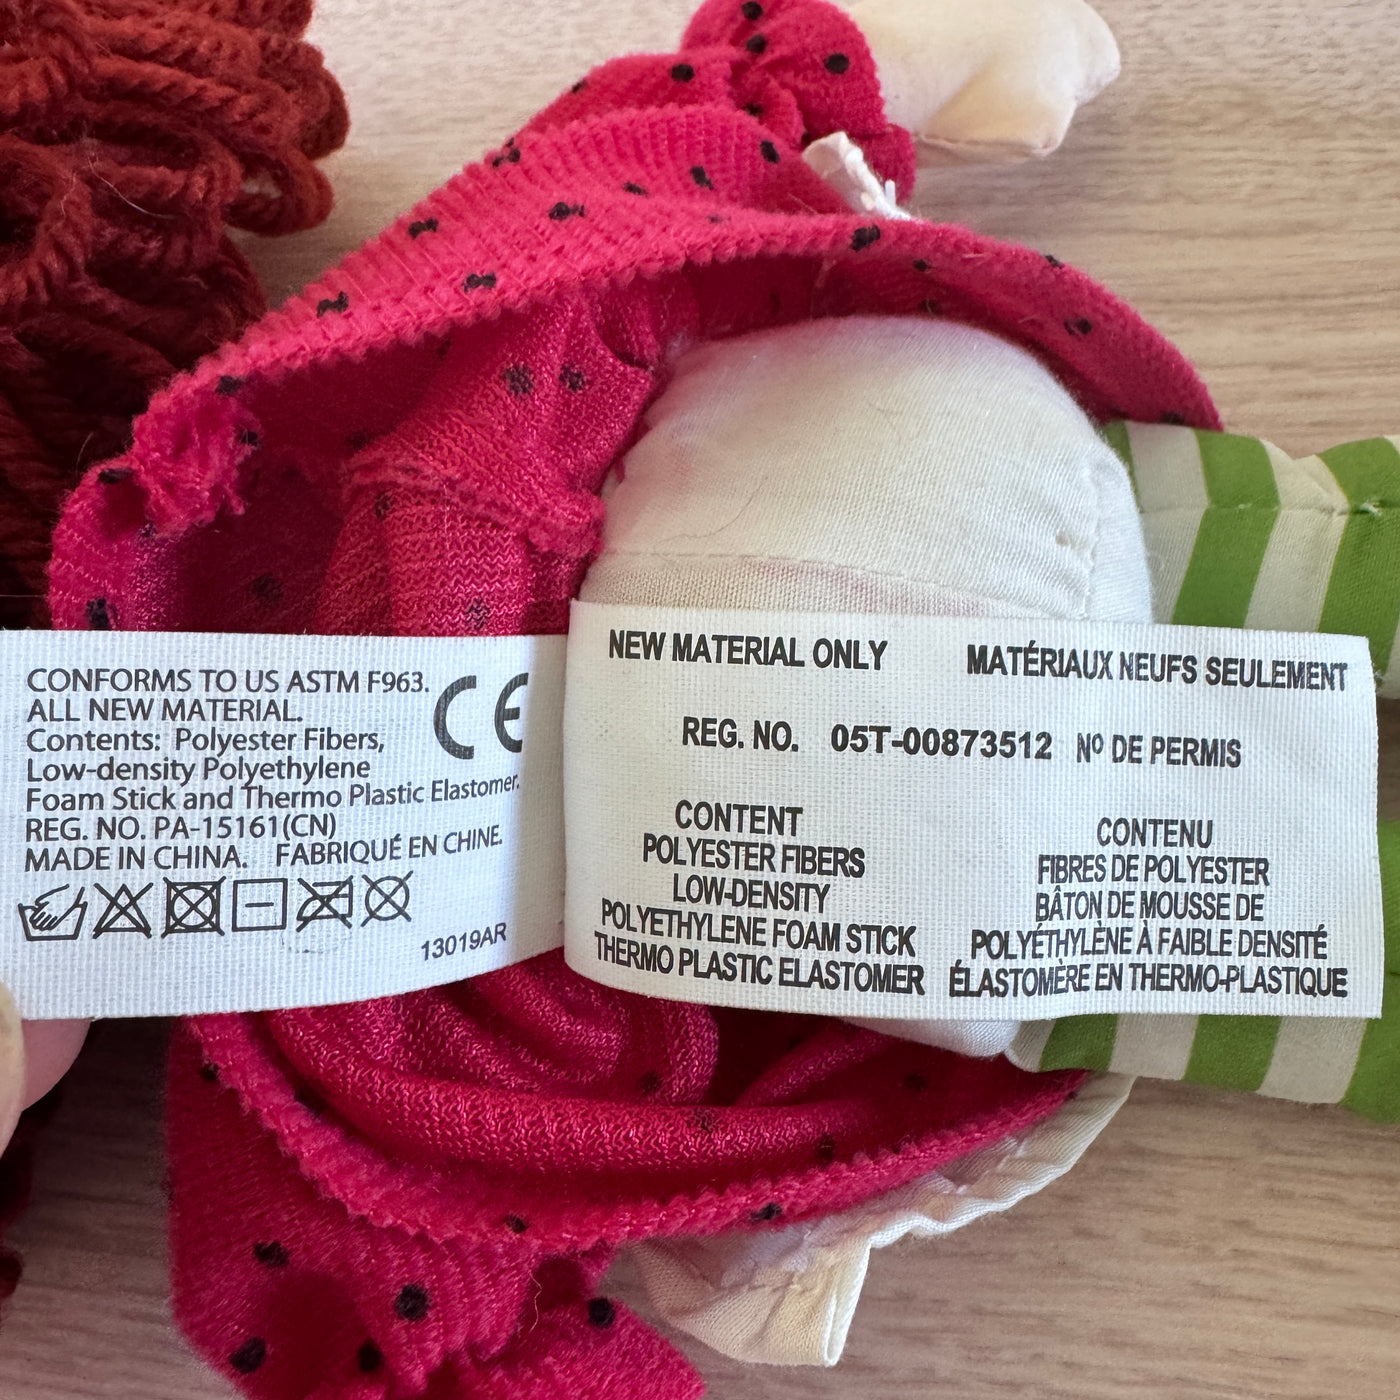 CONFORMS TO US ASTM F963.
ALL NEW MATERIAL.
CE
Contents: Polyester Fibers,
Low-density Polyethylene
Foam Stick and Thermo Plastic Elastomer.
REG. NO. PA-15161(CN)
MADE IN CHINA. FABRIQUÉ EN CHINE.
13019AR
NEW MATERIAL ONLY MATÉRIAUX NEUFS SEULEMENT
REG. NO. 05T-00873512 Nº DE PERMIS
CONTENT
POLYESTER FIBERS
LOW-DENSITY
POLYETHYLENE FOAM STICK
THERMO PLASTIC ELASTOMER
CONTENU
FIBRES DE POLYESTER
BÂTON DE MOUSSE DE
POLYÉTHYLÈNE À FAIBLE DENSITÉ
ÉLASTOMÈRE EN THERMO-PLASTIQUE